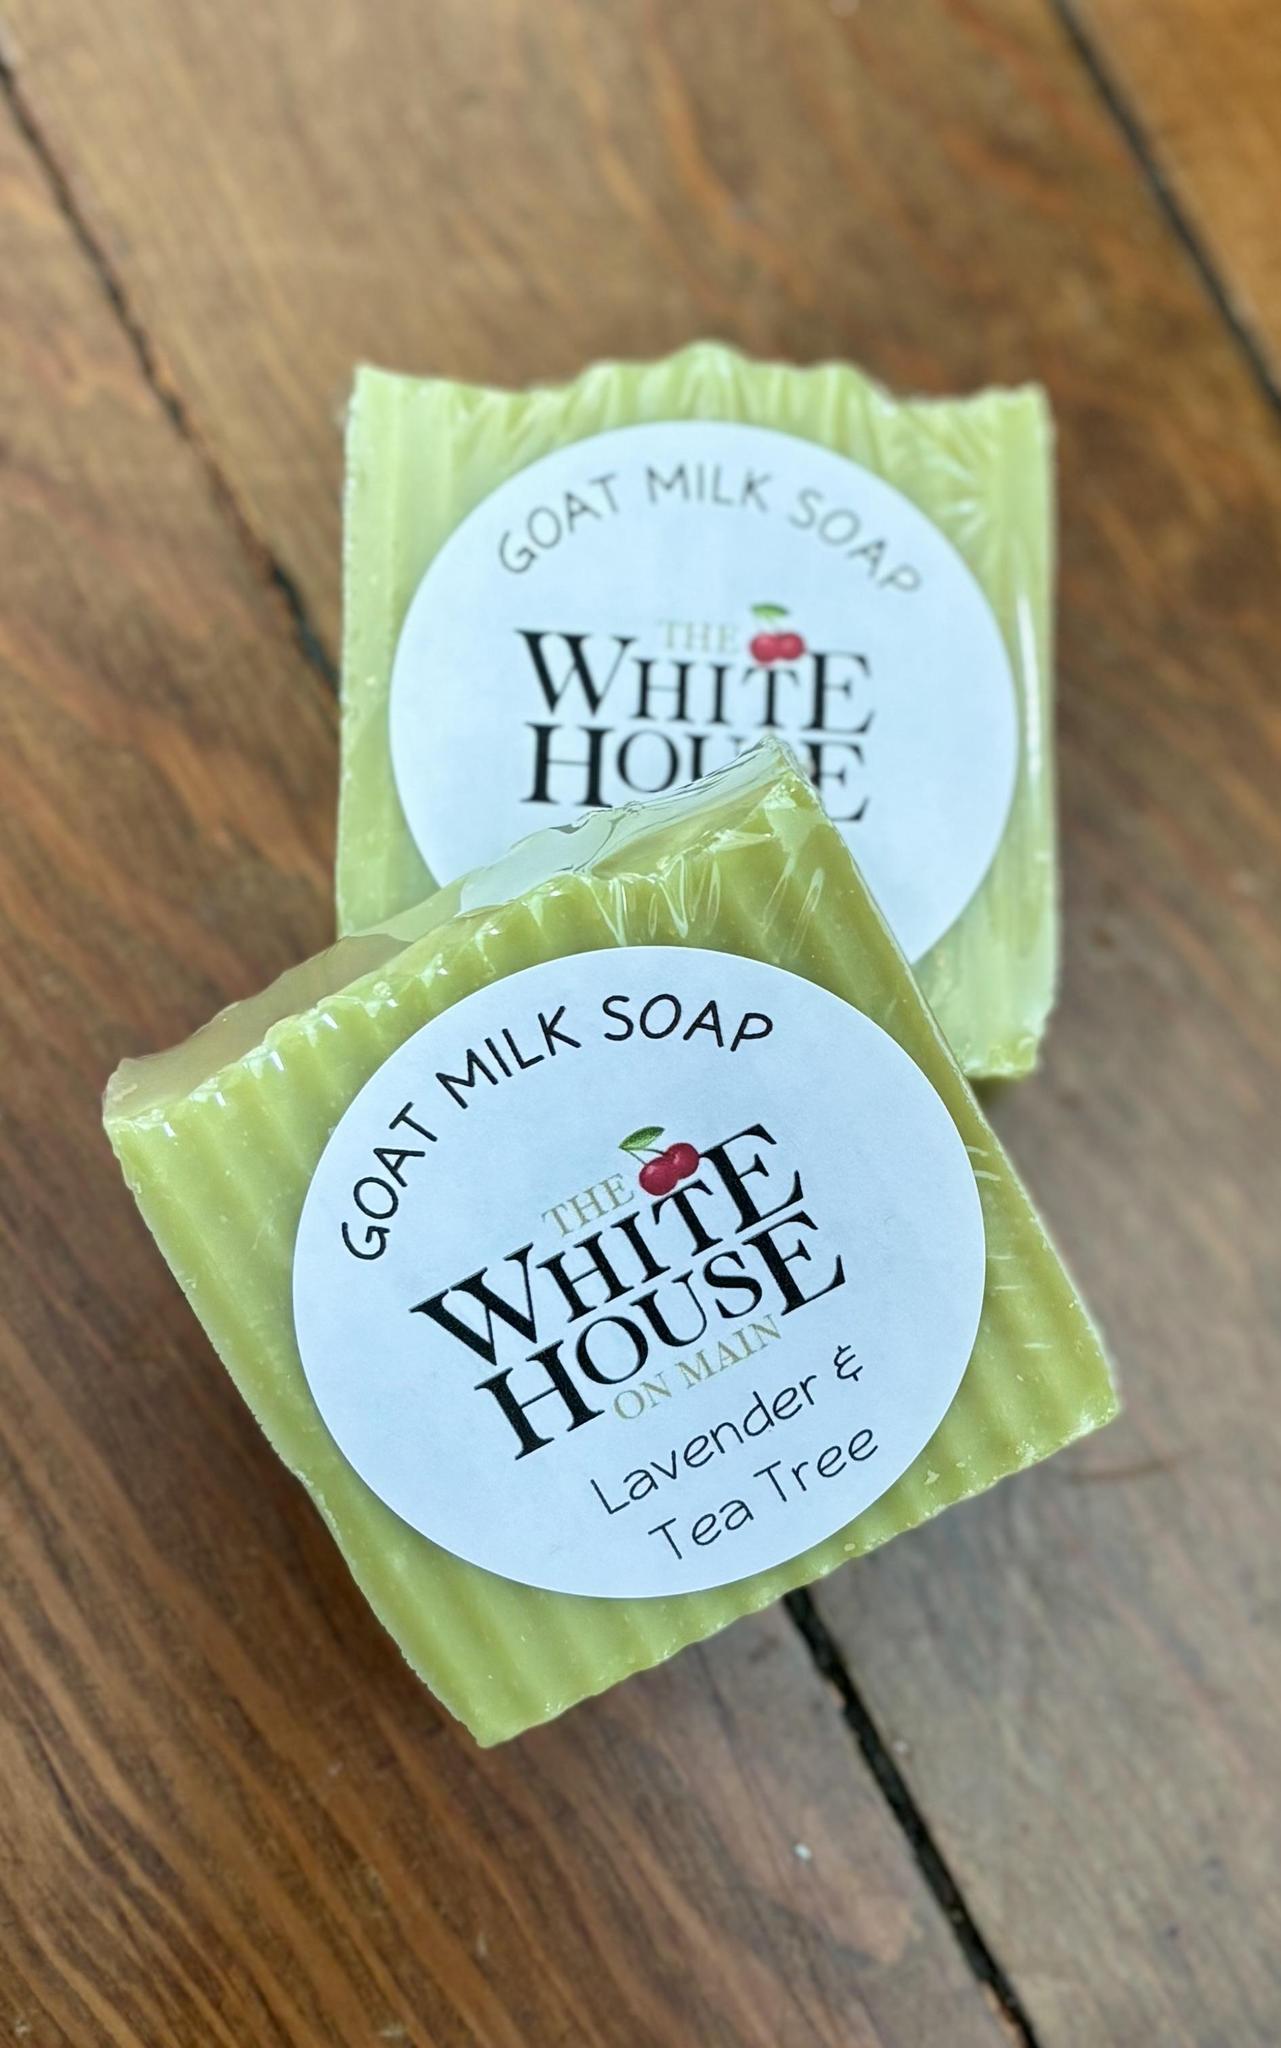 GOAT MILK SOAP
THE
WHITE
HOUSE
GOAT MILK SOAP
THE
WHITE
HOUSE
ON MAIN
Lavender &
Tea Tree